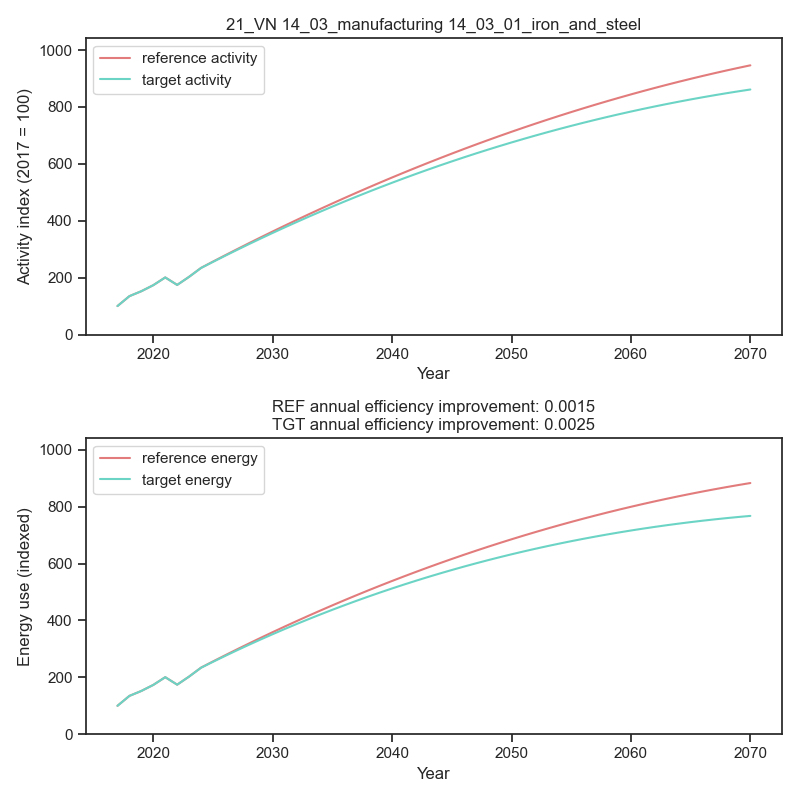 21_VN 14_03_manufacturing 14_03_01_iron_and_steel
reference activity
target activity
Activity index (2017 = 100)
1000
800
600
400
200
0
2020 2030 2040 2050 2060 2070
Year
REF annual efficiency improvement: 0.0015
TGT annual efficiency improvement: 0.0025
reference energy
target energy
Energy use (indexed)
1000
800
600
400
200
0
2020 2030 2040 2050 2060 2070
Year